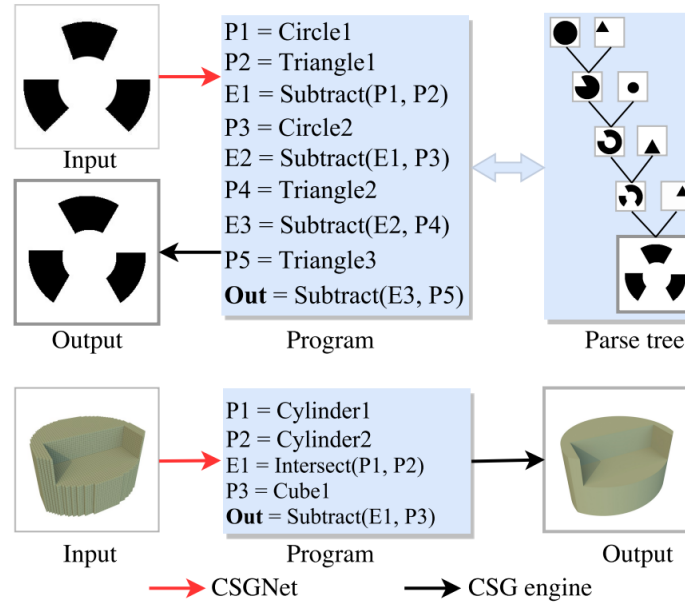 P1 = Circle1
P2 = Triangle1
E1 = Subtract(P1, P2)
P3 = Circle2
E2 = Subtract(E1, P3)
P4 = Triangle2
E3 = Subtract(E2, P4)
P5 = Triangle3
Out = Subtract(E3, P5)
Input
Output
Program
Parse tree
P1 = Cylinder1
P2 = Cylinder2
E1 = Intersect(P1, P2)
P3 = Cube1
Out = Subtract(E1, P3)
Input
Program
Output
CSGNet
CSG engine